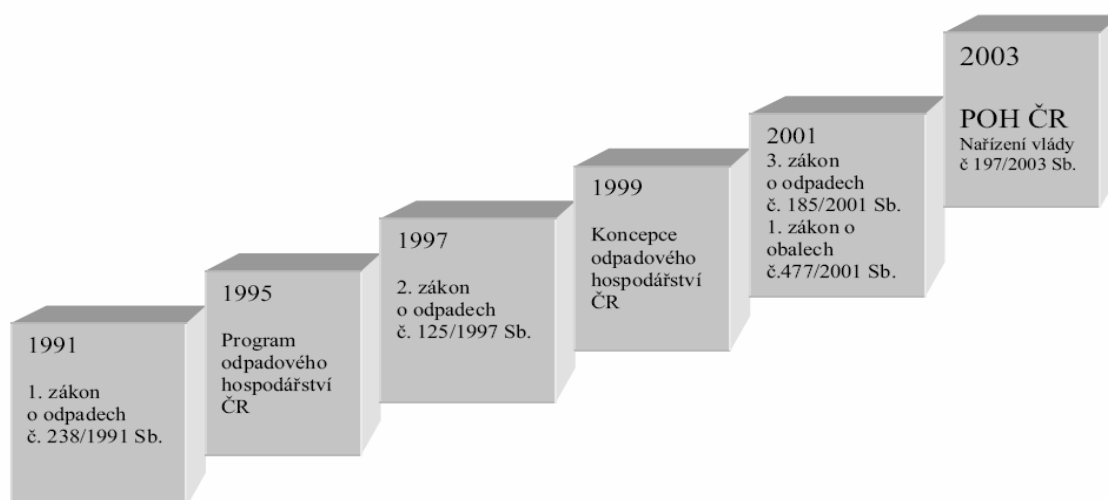 1991
1. zákon
o odpadech
č. 238/1991 Sb.
1995
Program
odpadového
hospodářství
ČR
1997
2. zákon
o odpadech
č. 125/1997 Sb.
1999
Koncepce
odpadového
hospodářství
ČR
2001
3. zákon
o odpadech
č. 185/2001 Sb.
1. zákon o
obalech
č.477/2001 Sb.
2003
POH ČR
Nařízení vlády
č 197/2003 Sb.